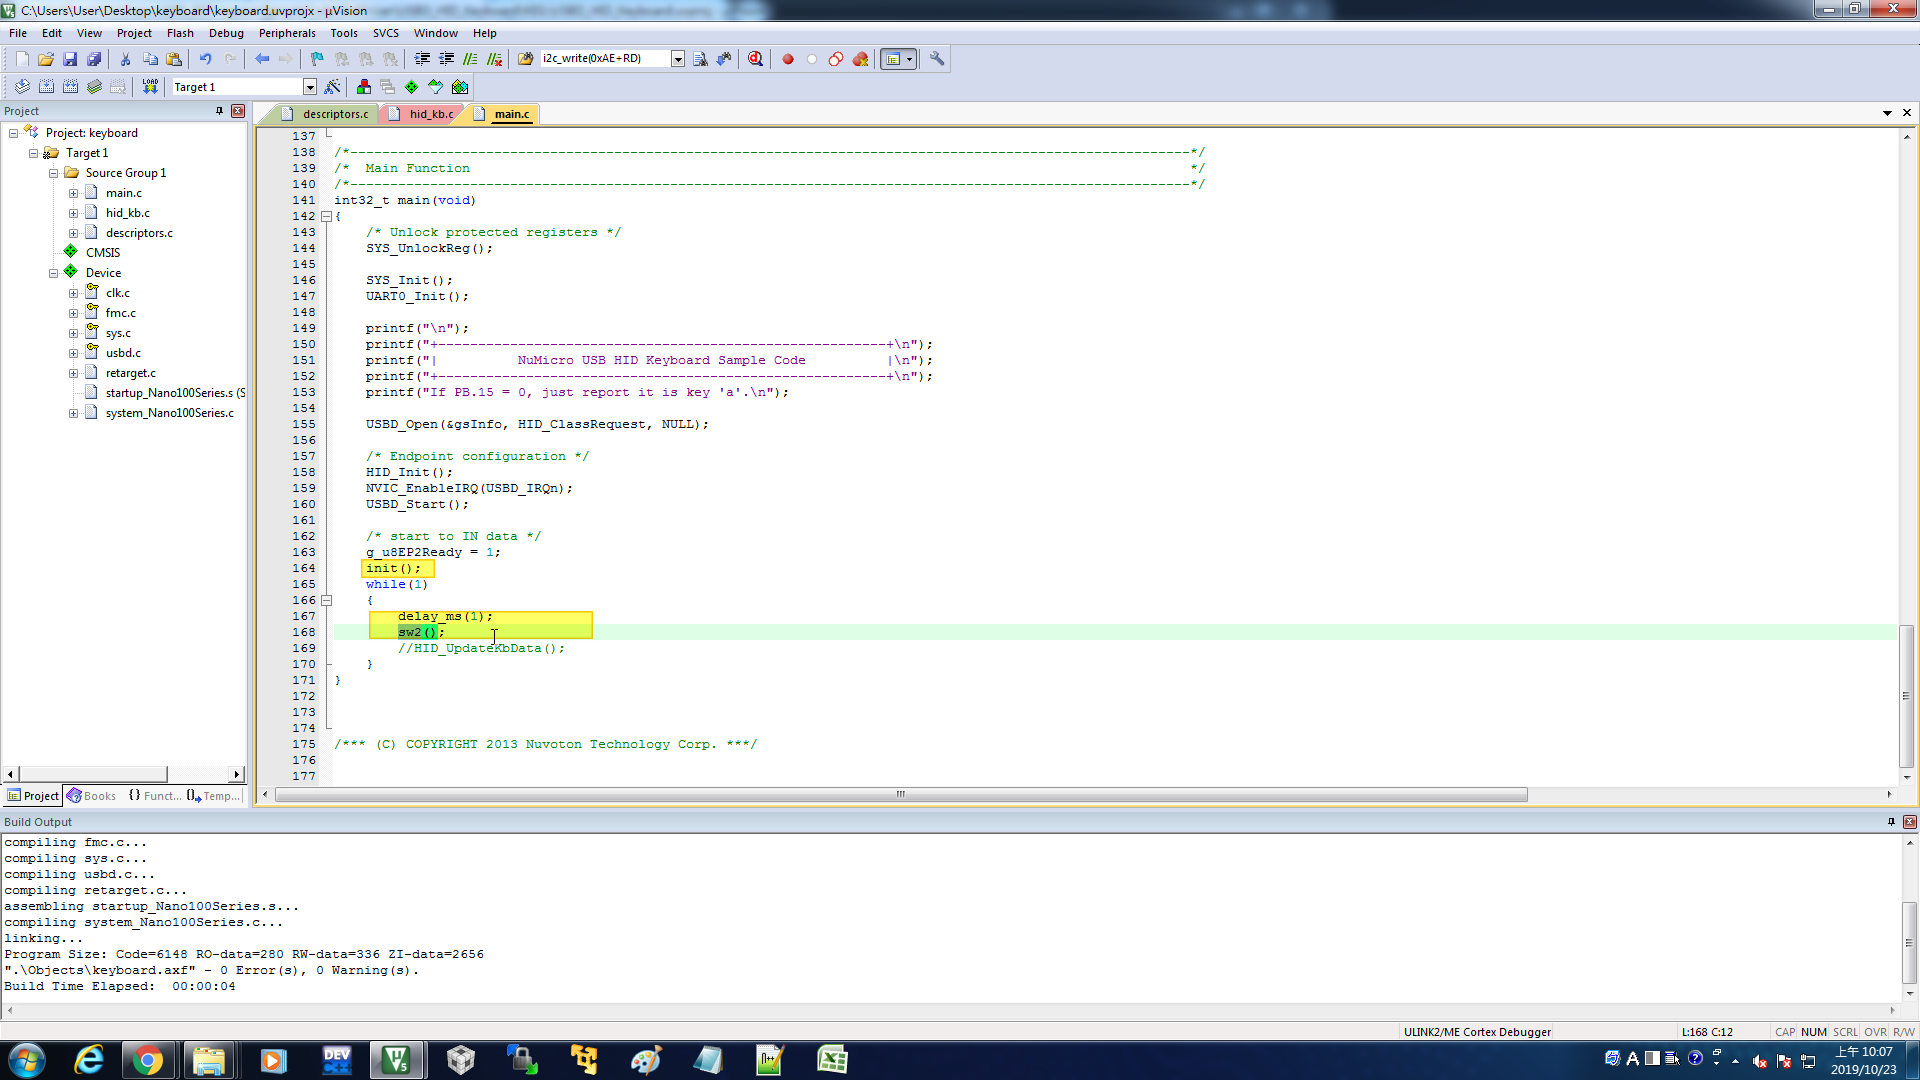 C:\Users\User\Desktop\keyboard\keyboard.uvprojx - µVision
File Edit View Project Flash Debug Peripherals Tools SVCS Window Help
i2c_write(0xAE+RD)
LOAD Target 1
Project
Project: keyboard
Target 1
Source Group 1
main.c
hid_kb.c
descriptors.c
CMSIS
Device
clk.c
fmc.c
sys.c
usbd.c
retarget.c
startup_Nano100Series.s (S
system_Nano100Series.c
Project Books {} Funct... Temp...
descriptors.c hid_kb.c main.c
137
138 /*---------------------------------------------------------------------------------------------------------*/
139 /*  Main Function                                                                                          */
140 /*---------------------------------------------------------------------------------------------------------*/
141 int32_t main(void)
142 {
143     /* Unlock protected registers */
144     SYS_UnlockReg();
145
146     SYS_Init();
147     UART0_Init();
148
149     printf("\n");
150     printf("+--------------------------------------------------------+\n");
151     printf("|          NuMicro USB HID Keyboard Sample Code          |\n");
152     printf("+--------------------------------------------------------+\n");
153     printf("If PB.15 = 0, just report it is key 'a'.\n");
154
155     USBD_Open(&gsInfo, HID_ClassRequest, NULL);
156
157     /* Endpoint configuration */
158     HID_Init();
159     NVIC_EnableIRQ(USBD_IRQn);
160     USBD_Start();
161
162     /* start to IN data */
163     g_u8EP2Ready = 1;
164     init();
165     while(1)
166     {
167         delay_ms(1);
168         sw2();
169         //HID_UpdateKbData();
170     }
171 }
172
173
174
175 /*** (C) COPYRIGHT 2013 Nuvoton Technology Corp. ***/
176
177
Build Output
compiling fmc.c...
compiling sys.c...
compiling usbd.c...
compiling retarget.c...
assembling startup_Nano100Series.s...
compiling system_Nano100Series.c...
linking...
Program Size: Code=6148 RO-data=280 RW-data=336 ZI-data=2656
".\Objects\keyboard.axf" - 0 Error(s), 0 Warning(s).
Build Time Elapsed:  00:00:04
ULINK2/ME Cortex Debugger L:168 C:12 CAP NUM SCRL OVR R/W
DEV
A
上午 10:07
2019/10/23